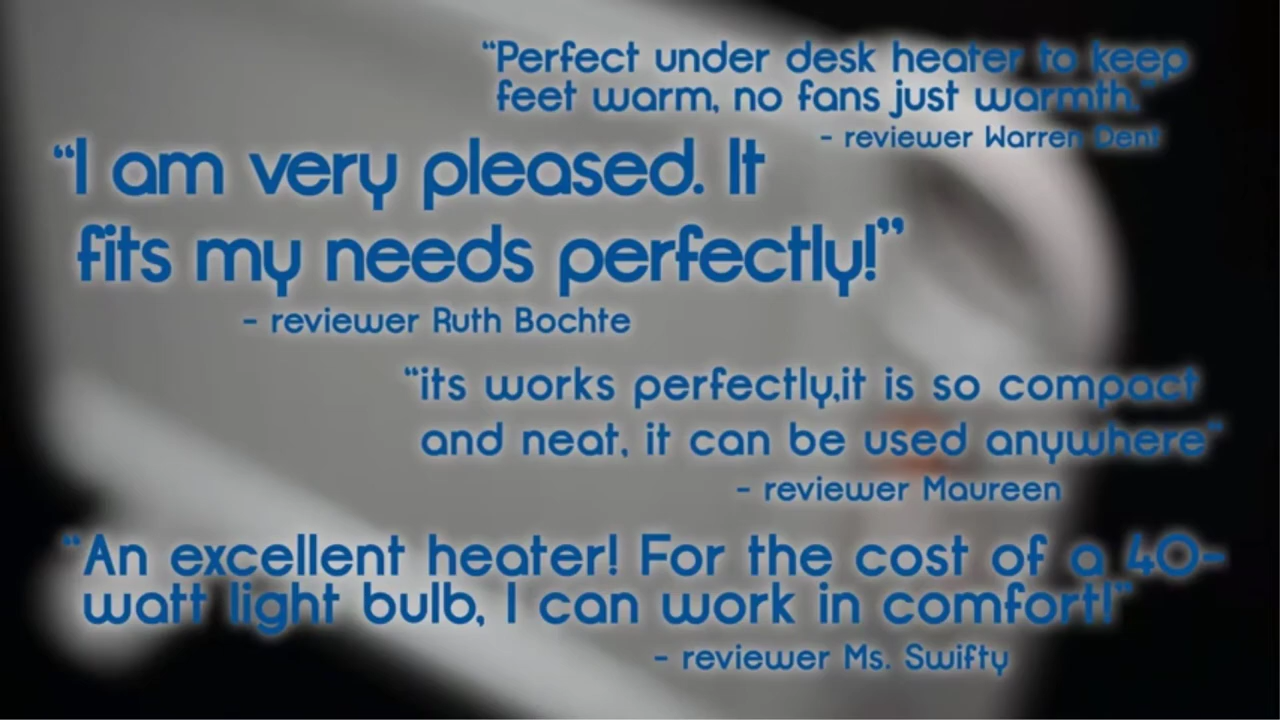 “Perfect under desk heater to keep
feet warm, no fans just warmth.”
- reviewer Warren Dent
“I am very pleased. It
fits my needs perfectly!”
- reviewer Ruth Bochte
“its works perfectly,it is so compact
and neat, it can be used anywhere”
- reviewer Maureen
“An excellent heater! For the cost of a 40-
watt light bulb, I can work in comfort!”
- reviewer Ms. Swifty